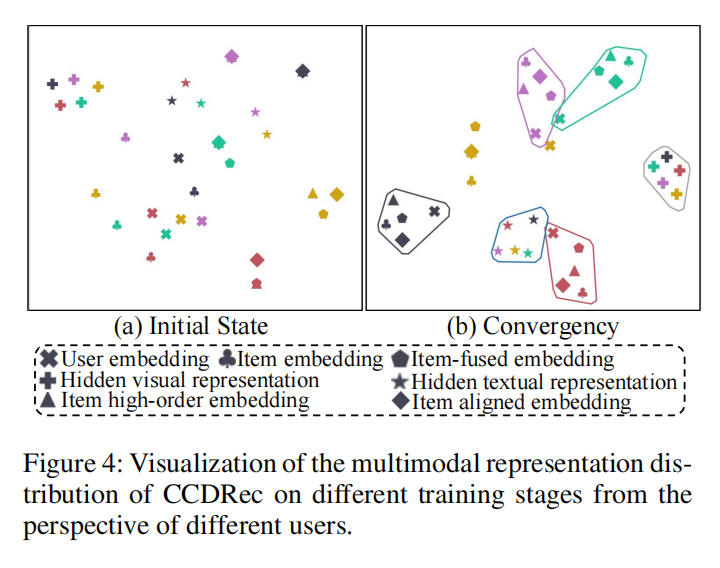 (a) Initial State (b) Convergency
User embedding Item embedding Item-fused embedding
Hidden visual representation Hidden textual representation
Item high-order embedding Item aligned embedding
Figure 4: Visualization of the multimodal representation dis-
tribution of CCDRec on different training stages from the
perspective of different users.